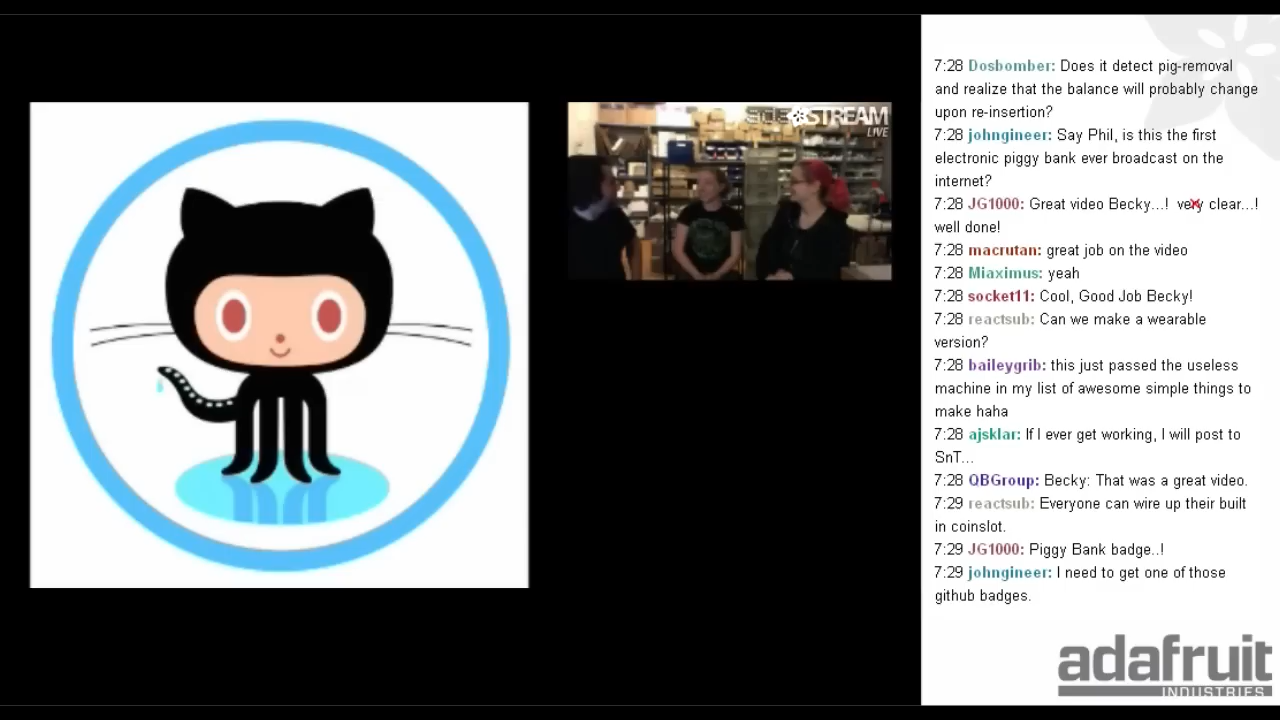 STREAM
LIVE
7:28 Dosbomber: Does it detect pig-removal
and realize that the balance will probably change
upon re-insertion?
7:28 johngineer: Say Phil, is this the first
electronic piggy bank ever broadcast on the
internet?
7:28 JG1000: Great video Becky...! very clear...!
well done!
7:28 macrutan: great job on the video
7:28 Miaximus: yeah
7:28 socket11: Cool, Good Job Becky!
7:28 reactsub: Can we make a wearable
version?
7:28 baileygrib: this just passed the useless
machine in my list of awesome simple things to
make haha
7:28 ajsklar: If I ever get working, I will post to
SnT...
7:28 QBGroup: Becky: That was a great video.
7:29 reactsub: Everyone can wire up their built
in coinslot.
7:29 JG1000: Piggy Bank badge..!
7:29 johngineer: I need to get one of those
github badges.
adafruit
INDUSTRIES